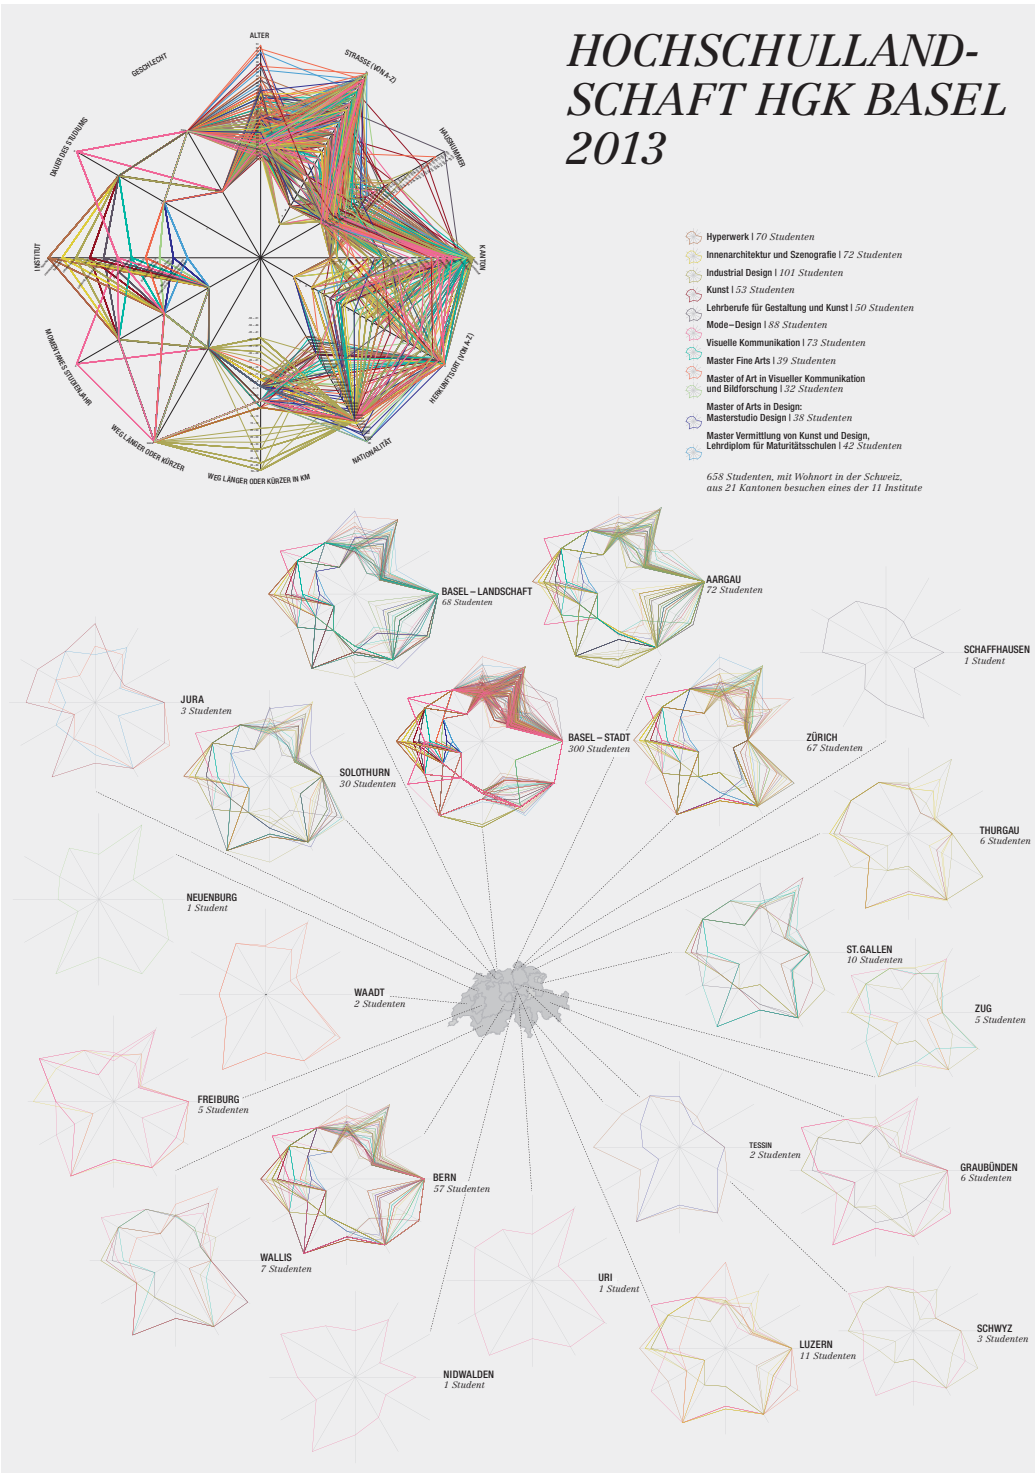 HOCHSCHULLAND-
SCHAFT HGK BASEL
2013
ALTER
STRASSE (VON A-Z)
HAUSNUMMER
KANTON
HERKUNFTSORT (VON A-Z)
NATIONALITÄT
WEG LÄNGER ODER KÜRZER IN KM
WEG LÄNGER ODER KÜRZER
MOMENTANES STUDIENJAHR
INSTITUT
DAUER DES STUDIUMS
GESCHLECHT
Hyperwerk | 70 Studenten
Innenarchitektur und Szenografie | 72 Studenten
Industrial Design | 101 Studenten
Kunst | 53 Studenten
Lehrberufe für Gestaltung und Kunst | 50 Studenten
Mode–Design | 88 Studenten
Visuelle Kommunikation | 73 Studenten
Master Fine Arts | 39 Studenten
Master of Art in Visueller Kommunikation
und Bildforschung | 32 Studenten
Master of Arts in Design:
Masterstudio Design | 38 Studenten
Master Vermittlung von Kunst und Design,
Lehrdiplom für Maturitätsschulen | 42 Studenten
658 Studenten, mit Wohnort in der Schweiz,
aus 21 Kantonen besuchen eines der 11 Institute
BASEL – LANDSCHAFT
68 Studenten
AARGAU
72 Studenten
SCHAFFHAUSEN
1 Student
JURA
3 Studenten
SOLOTHURN
30 Studenten
BASEL – STADT
300 Studenten
ZÜRICH
67 Studenten
THURGAU
6 Studenten
NEUENBURG
1 Student
ST. GALLEN
10 Studenten
WAADT
2 Studenten
ZUG
5 Studenten
FREIBURG
5 Studenten
TESSIN
2 Studenten
GRAUBÜNDEN
6 Studenten
BERN
57 Studenten
WALLIS
7 Studenten
URI
1 Student
NIDWALDEN
1 Student
LUZERN
11 Studenten
SCHWYZ
3 Studenten